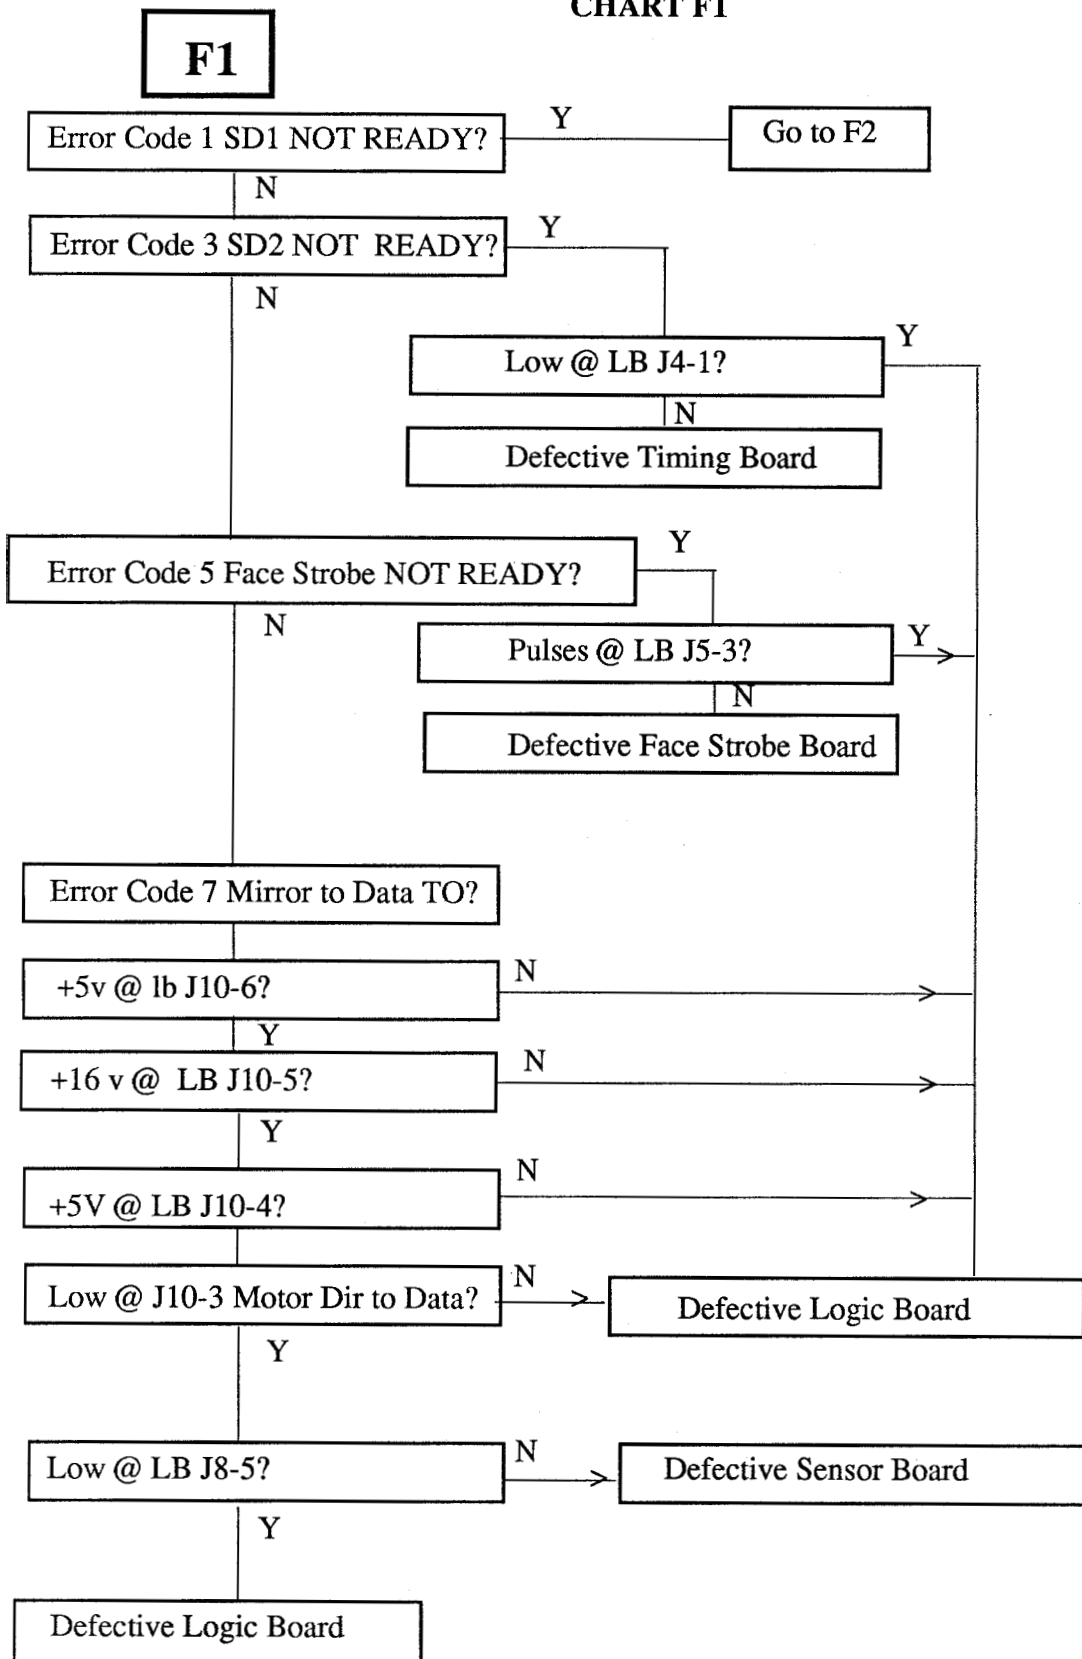 CHART F1
F1
Error Code 1 SD1 NOT READY?
Y
Go to F2
N
Error Code 3 SD2 NOT READY?
Y
N
Low @ LB J4-1?
Y
N
Defective Timing Board
Error Code 5 Face Strobe NOT READY?
Y
N
Pulses @ LB J5-3?
Y
N
Defective Face Strobe Board
Error Code 7 Mirror to Data TO?
+5v @ lb J10-6?
N
Y
+16 v @ LB J10-5?
N
Y
+5V @ LB J10-4?
N
Low @ J10-3 Motor Dir to Data?
N
Defective Logic Board
Y
Low @ LB J8-5?
N
Defective Sensor Board
Y
Defective Logic Board